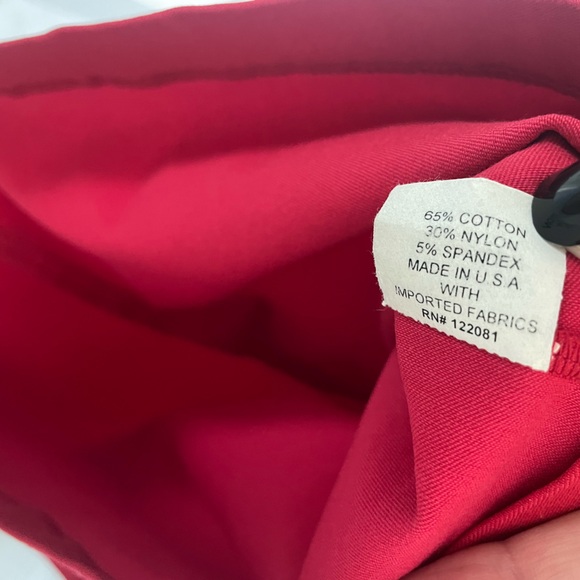 65% COTTON
30% NYLON
5% SPANDEX
MADE IN U.S.A
WITH
IMPORTED FABRICS
RN# 122081